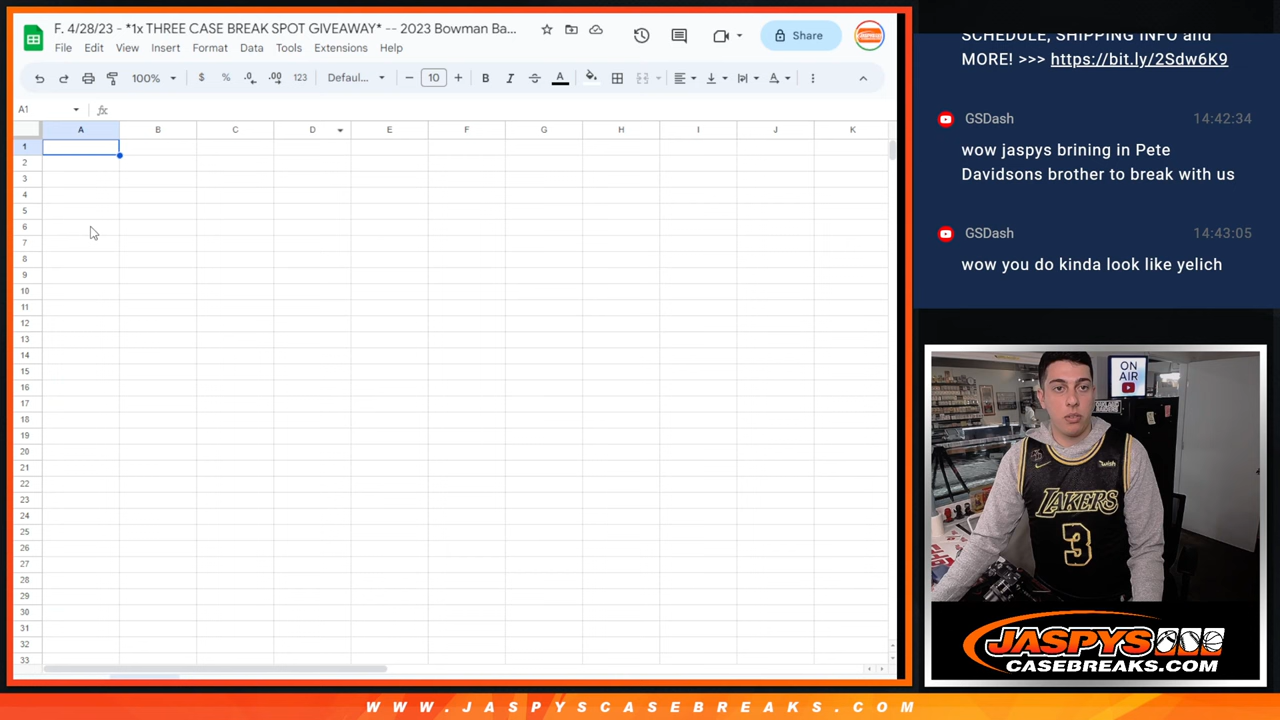 F. 4/28/23 - *1x THREE CASE BREAK SPOT GIVEAWAY* -- 2023 Bowman Ba...
Share
File Edit View Insert Format Data Tools Extensions Help
100% $ % .0 .00 123 Defaul... 10 B I A
A1 fx
A B C D E F G H I J K
1
2
3
4
5
6
7
8
9
10
11
12
13
14
15
16
17
18
19
20
21
22
23
24
25
26
27
28
29
30
31
32
33
SCHEDULE, SHIPPING INFO and
MORE! >>> https://bit.ly/2Sdw6K9
GSDash 14:42:34
wow jaspys brining in Pete
Davidsons brother to break with us
GSDash 14:43:05
wow you do kinda look like yelich
ON
AIR
OAKLAND
RAIDERS
LAKERS
3
JASPYS
CASEBREAKS.COM
WWW.JASPYSCASEBREAKS.COM